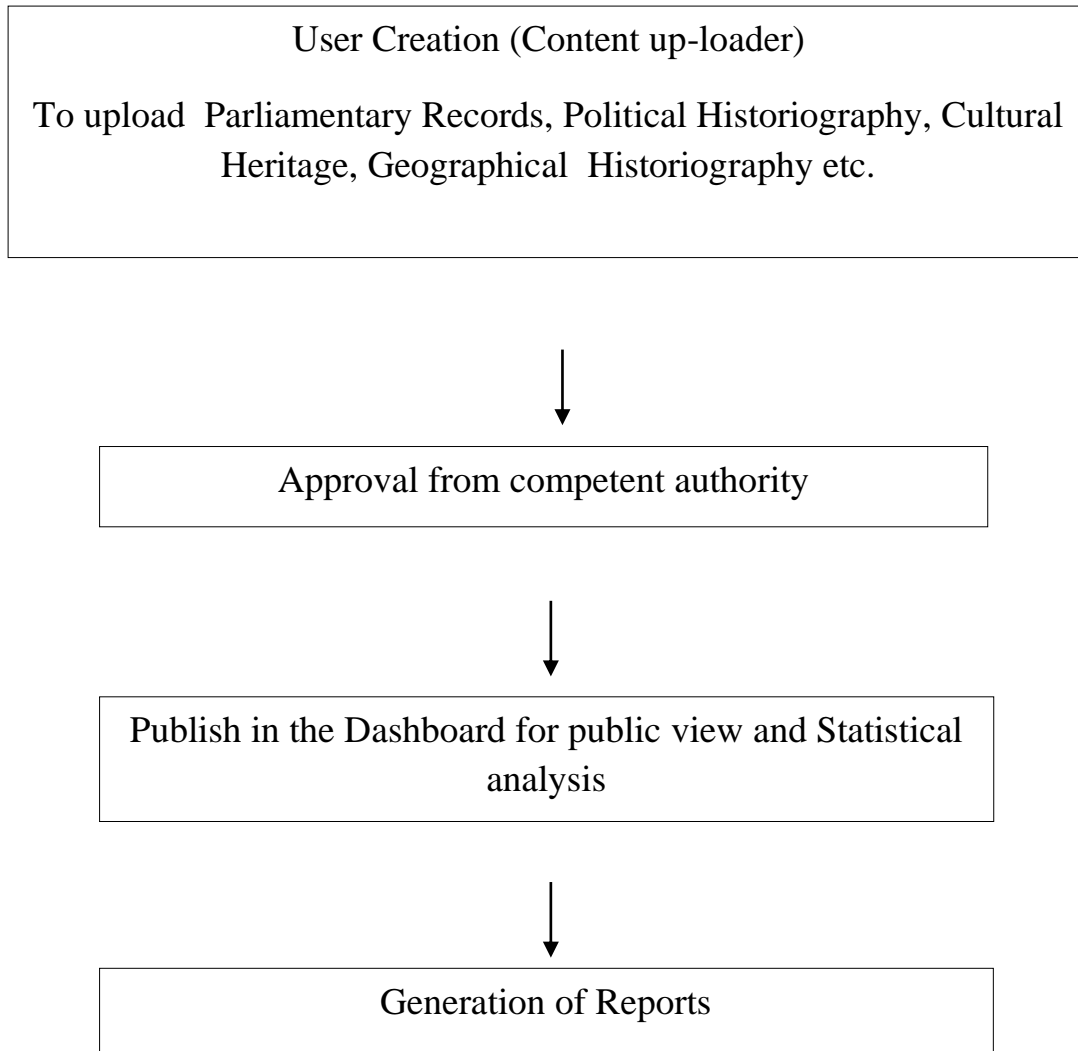 User Creation (Content up-loader)
To upload Parliamentary Records, Political Historiography, Cultural
Heritage, Geographical Historiography etc.
Approval from competent authority
Publish in the Dashboard for public view and Statistical
analysis
Generation of Reports